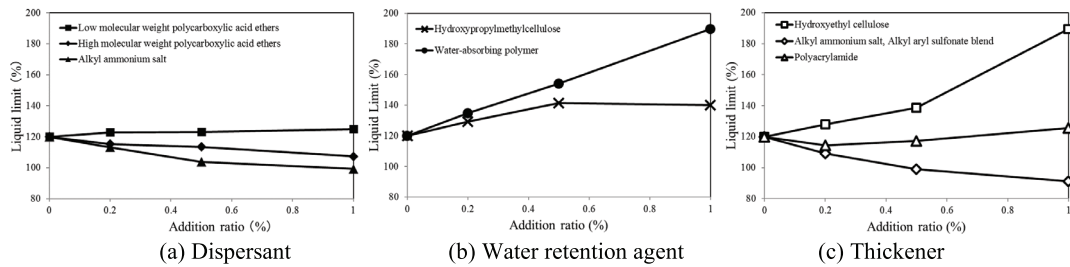 Low molecular weight polycarboxylic acid ethers
High molecular weight polycarboxylic acid ethers
Alkyl ammonium salt
Liquid limit (%)
200
180
160
140
120
100
80
0
0.2
0.4
0.6
0.8
1
Addition ratio (%)
(a) Dispersant
Hydroxypropylmethylcellulose
Water-absorbing polymer
Liquid Limit (%)
200
180
160
140
120
100
80
0
0.2
0.4
0.6
0.8
1
Addition ratio (%)
(b) Water retention agent
Hydroxyethyl cellulose
Alkyl ammonium salt, Alkyl aryl sulfonate blend
Polyacrylamide
Liquid limit (%)
200
180
160
140
120
100
80
0
0.2
0.4
0.6
0.8
1
Addition ratio (%)
(c) Thickener